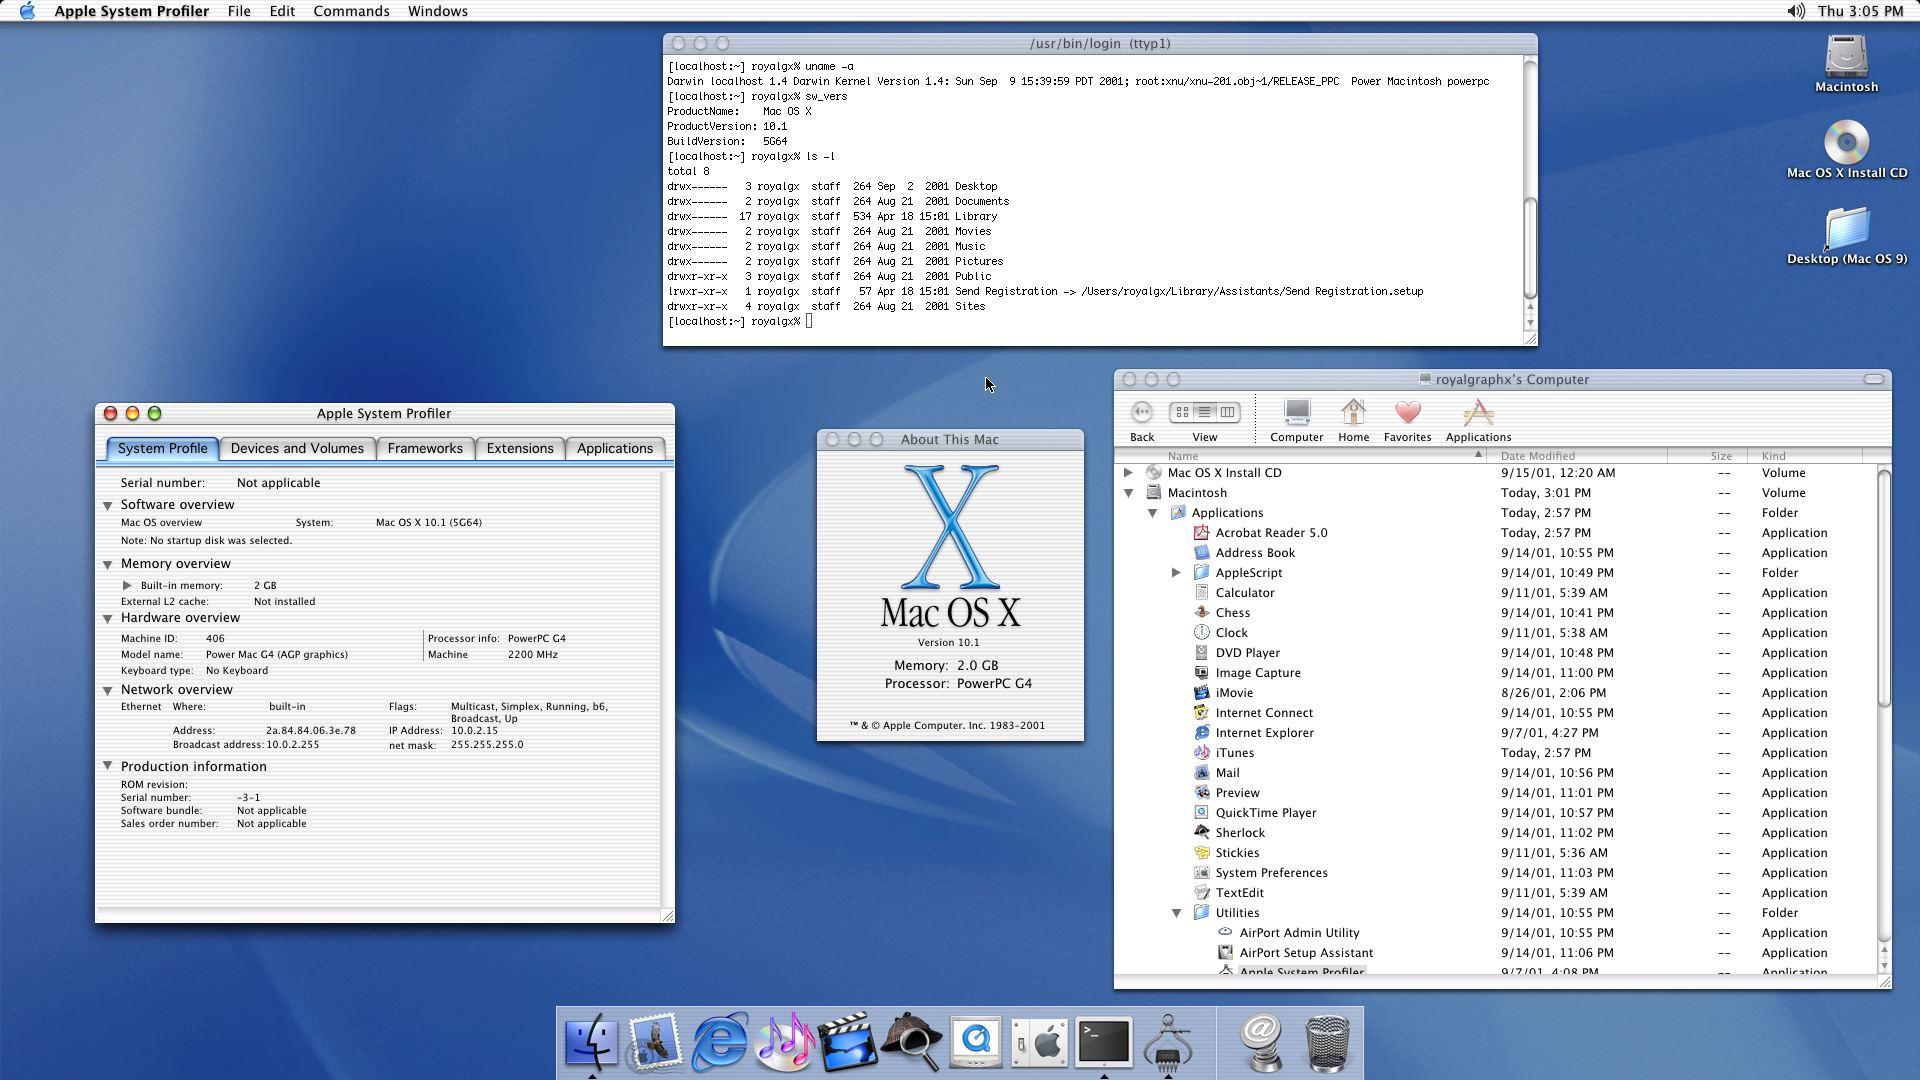 Apple System Profiler File Edit Commands Windows Thu 3:05 PM
/usr/bin/login (ttyp1)
[localhost:~] royalgx% uname -a
Darwin localhost 1.4 Darwin Kernel Version 1.4: Sun Sep 9 15:39:59 PDT 2001; root:xnu/xnu-201.obj~1/RELEASE_PPC Power Macintosh powerpc
[localhost:~] royalgx% sw_vers
ProductName: Mac OS X
ProductVersion: 10.1
BuildVersion: 5G64
[localhost:~] royalgx% ls -l
total 8
drwx------ 3 royalgx staff 264 Sep 2 2001 Desktop
drwx------ 2 royalgx staff 264 Aug 21 2001 Documents
drwx------ 17 royalgx staff 534 Apr 18 15:01 Library
drwx------ 2 royalgx staff 264 Aug 21 2001 Movies
drwx------ 2 royalgx staff 264 Aug 21 2001 Music
drwx------ 2 royalgx staff 264 Aug 21 2001 Pictures
drwxr-xr-x 3 royalgx staff 264 Aug 21 2001 Public
lrwxr-xr-x 1 royalgx staff 57 Apr 18 15:01 Send Registration -> /Users/royalgx/Library/Assistants/Send Registration.setup
drwxr-xr-x 4 royalgx staff 264 Aug 21 2001 Sites
[localhost:~] royalgx%
Macintosh
Mac OS X Install CD
Desktop (Mac OS 9)
Apple System Profiler
System Profile Devices and Volumes Frameworks Extensions Applications
Serial number: Not applicable
Software overview
Mac OS overview System: Mac OS X 10.1 (5G64)
Note: No startup disk was selected.
Memory overview
Built-in memory: 2 GB
External L2 cache: Not installed
Hardware overview
Machine ID: 406 Processor info: PowerPC G4
Model name: Power Mac G4 (AGP graphics) Machine 2200 MHz
Keyboard type: No Keyboard
Network overview
Ethernet Where: built-in Flags: Multicast, Simplex, Running, b6,
Broadcast, Up
Address: 2a.84.84.06.3e.78 IP Address: 10.0.2.15
Broadcast address: 10.0.2.255 net mask: 255.255.255.0
Production information
ROM revision:
Serial number: -3-1
Software bundle: Not applicable
Sales order number: Not applicable
About This Mac
Mac OS X
Version 10.1
Memory: 2.0 GB
Processor: PowerPC G4
™ & © Apple Computer. Inc. 1983-2001
royalgraphx's Computer
Back View Computer Home Favorites Applications
Name Date Modified Size Kind
Mac OS X Install CD 9/15/01, 12:20 AM -- Volume
Macintosh Today, 3:01 PM -- Volume
Applications Today, 2:57 PM -- Folder
Acrobat Reader 5.0 Today, 2:57 PM -- Application
Address Book 9/14/01, 10:55 PM -- Application
AppleScript 9/14/01, 10:49 PM -- Folder
Calculator 9/11/01, 5:39 AM -- Application
Chess 9/14/01, 10:41 PM -- Application
Clock 9/11/01, 5:38 AM -- Application
DVD Player 9/14/01, 10:48 PM -- Application
Image Capture 9/14/01, 11:00 PM -- Application
iMovie 8/26/01, 2:06 PM -- Application
Internet Connect 9/14/01, 10:55 PM -- Application
Internet Explorer 9/7/01, 4:27 PM -- Application
iTunes Today, 2:57 PM -- Application
Mail 9/14/01, 10:56 PM -- Application
Preview 9/14/01, 11:01 PM -- Application
QuickTime Player 9/14/01, 10:57 PM -- Application
Sherlock 9/14/01, 11:02 PM -- Application
Stickies 9/11/01, 5:36 AM -- Application
System Preferences 9/14/01, 11:03 PM -- Application
TextEdit 9/11/01, 5:39 AM -- Application
Utilities 9/14/01, 10:55 PM -- Folder
AirPort Admin Utility 9/14/01, 10:55 PM -- Application
AirPort Setup Assistant 9/14/01, 11:06 PM -- Application
Apple System Profiler 9/7/01, 4:08 PM -- Application